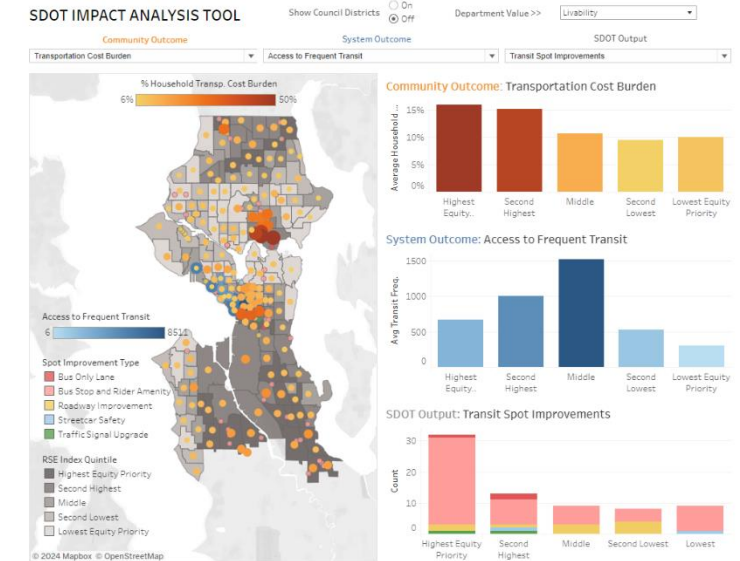 SDOT IMPACT ANALYSIS TOOL
Show Council Districts
On
Off
Department Value >>
Livability
Community Outcome
System Outcome
SDOT Output
Transportation Cost Burden
Access to Frequent Transit
Transit Spot Improvements
% Household Transp. Cost Burden
6%
50%
Access to Frequent Transit
6
8511
Spot Improvement Type
Bus Only Lane
Bus Stop and Rider Amenity
Roadway Improvement
Streetcar Safety
Traffic Signal Upgrade
RSE Index Quintile
Highest Equity Priority
Second Highest
Middle
Second Lowest
Lowest Equity Priority
© 2024 Mapbox © OpenStreetMap
Community Outcome: Transportation Cost Burden
Average Household ...
15%
10%
5%
0%
Highest Equity..
Second Highest
Middle
Second Lowest
Lowest Equity Priority
System Outcome: Access to Frequent Transit
Avg Transit Freq.
1500
1000
500
0
Highest Equity..
Second Highest
Middle
Second Lowest
Lowest Equity Priority
SDOT Output: Transit Spot Improvements
Count
30
20
10
0
Highest Equity Priority
Second Highest
Middle
Second Lowest
Lowest